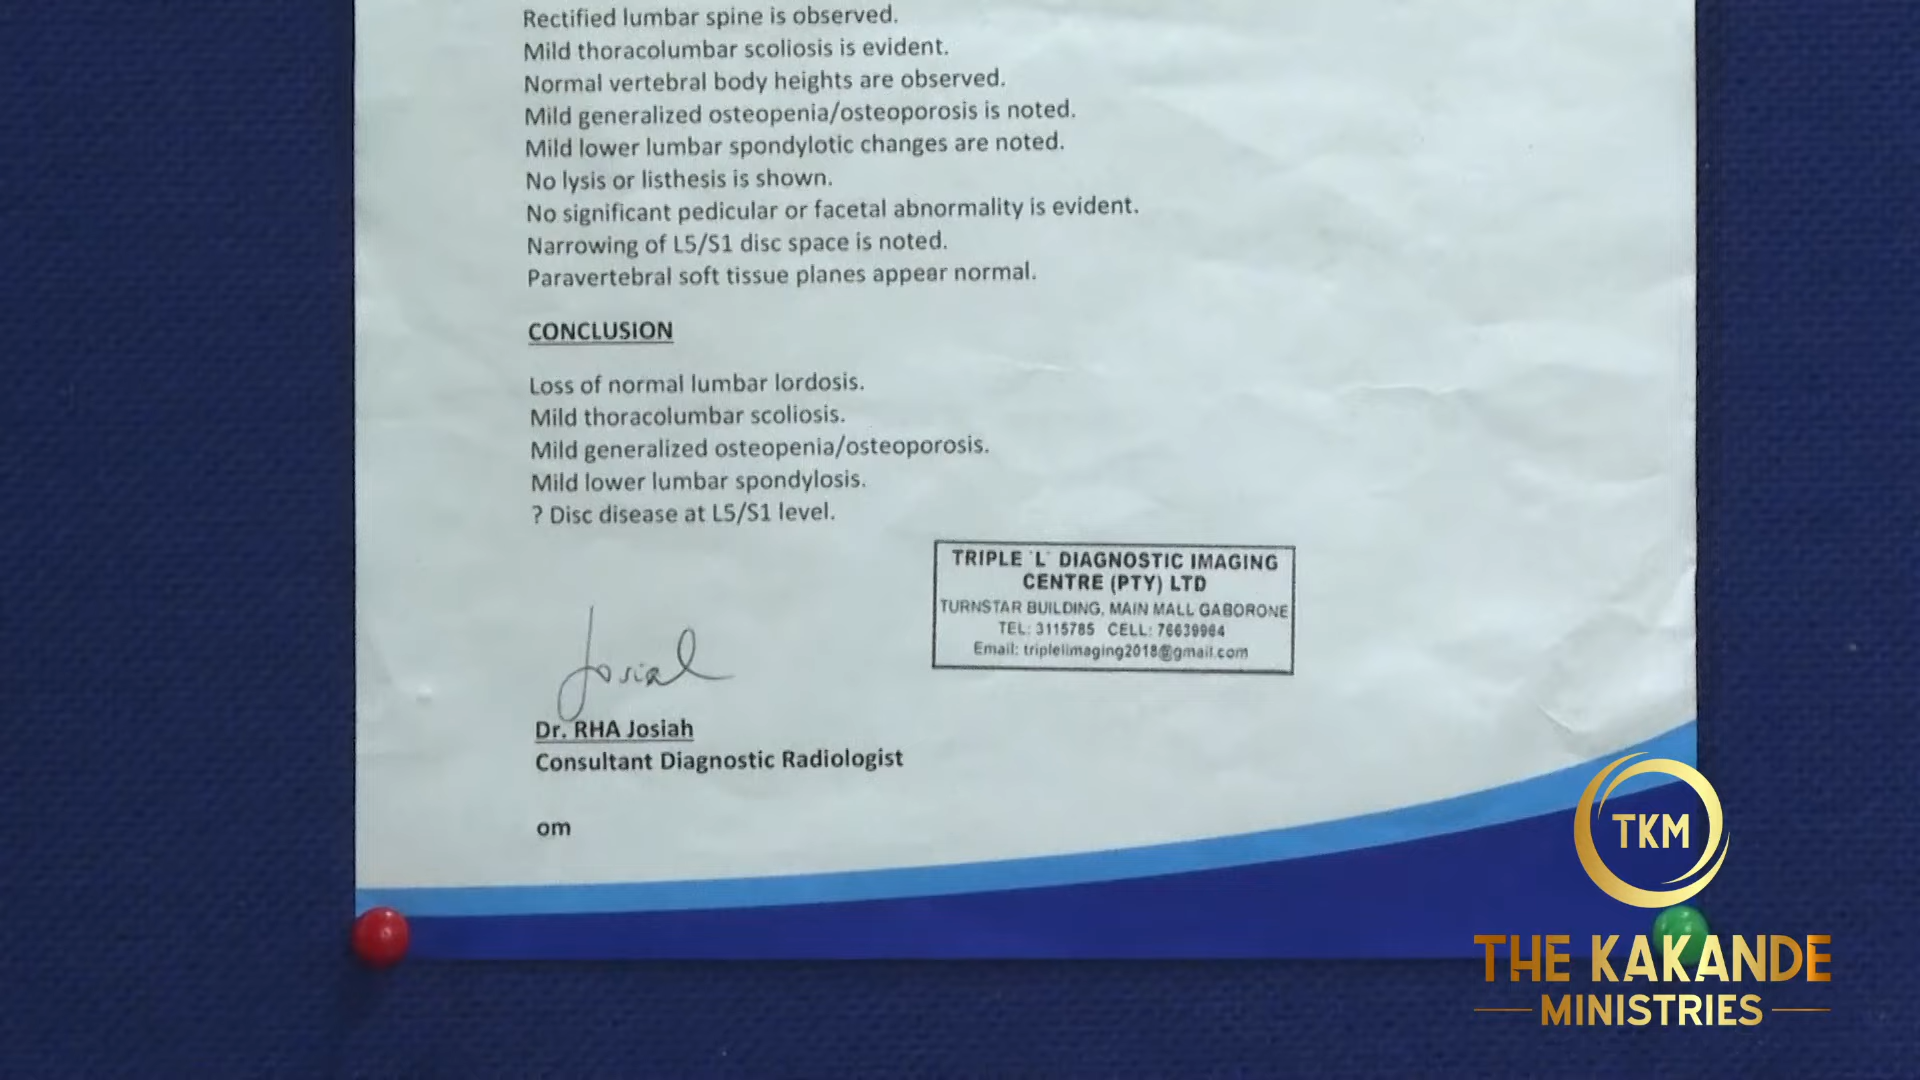 Rectified lumbar spine is observed.
Mild thoracolumbar scoliosis is evident.
Normal vertebral body heights are observed.
Mild generalized osteopenia/osteoporosis is noted.
Mild lower lumbar spondylotic changes are noted.
No lysis or listhesis is shown.
No significant pedicular or facetal abnormality is evident.
Narrowing of L5/S1 disc space is noted.
Paravertebral soft tissue planes appear normal.
CONCLUSION
Loss of normal lumbar lordosis.
Mild thoracolumbar scoliosis.
Mild generalized osteopenia/osteoporosis.
Mild lower lumbar spondylosis.
? Disc disease at L5/S1 level.
TRIPLE 'L' DIAGNOSTIC IMAGING
CENTRE (PTY) LTD
TURNSTAR BUILDING, MAIN MALL GABORONE
TEL: 3115785 CELL: 76639964
Email: triplelimaging2018@gmail.com
Josiah
Dr. RHA Josiah
Consultant Diagnostic Radiologist
om
TKM
THE KAKANDE
MINISTRIES